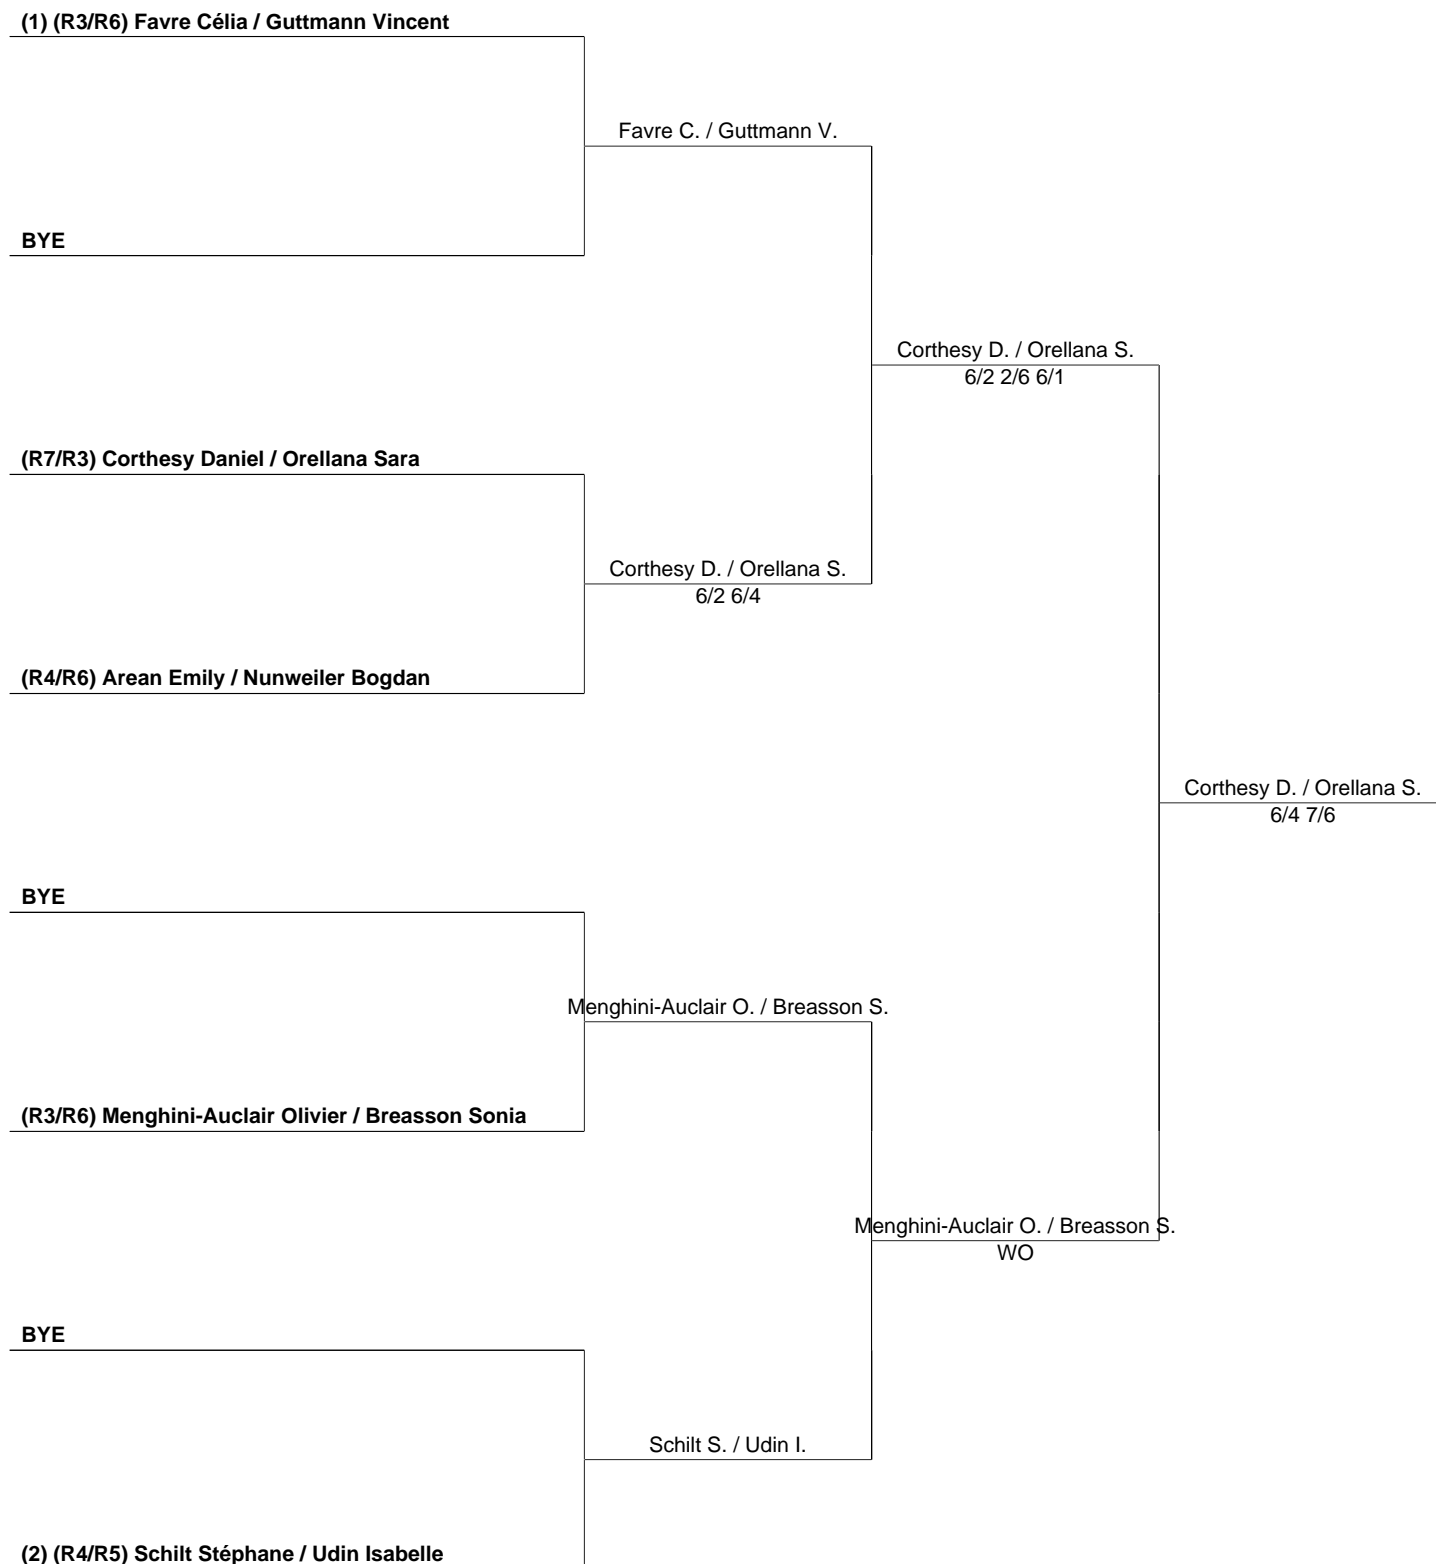 (1) (R3/R6) Favre Célia / Guttmann Vincent
Favre C. / Guttmann V.
BYE
Corthesy D. / Orellana S.
6/2 2/6 6/1
(R7/R3) Corthesy Daniel / Orellana Sara
Corthesy D. / Orellana S.
6/2 6/4
(R4/R6) Arean Emily / Nunweiler Bogdan
Corthesy D. / Orellana S.
6/4 7/6
BYE
Menghini-Auclair O. / Breasson S.
(R3/R6) Menghini-Auclair Olivier / Breasson Sonia
Menghini-Auclair O. / Breasson S.
WO
BYE
Schilt S. / Udin I.
(2) (R4/R5) Schilt Stéphane / Udin Isabelle